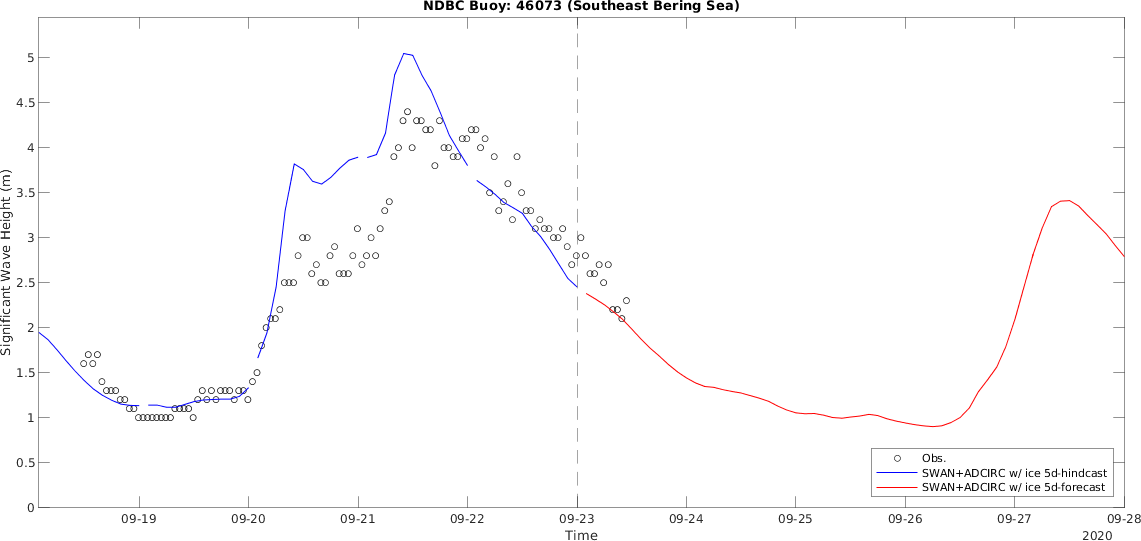 NDBC Buoy: 46073 (Southeast Bering Sea)
5
4.5
4
3.5
3
2.5
2
1.5
1
0.5
0
Significant Wave Height (m)
Obs.
SWAN+ADCIRC w/ ice 5d-hindcast
SWAN+ADCIRC w/ ice 5d-forecast
09-19 09-20 09-21 09-22 09-23 09-24 09-25 09-26 09-27 09-28
Time
2020